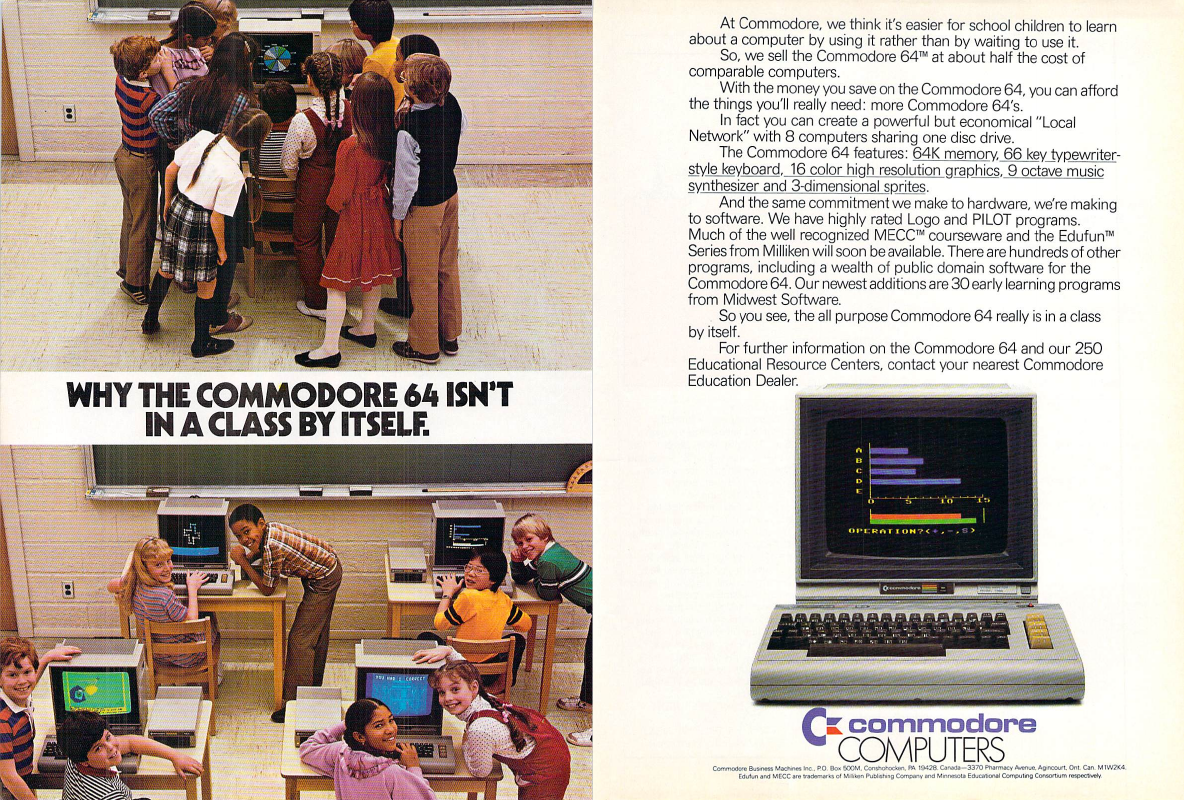 WHY THE COMMODORE 64 ISN'T
IN A CLASS BY ITSELF.
YOU HAD 1 CORRECT
At Commodore, we think it's easier for school children to learn
about a computer by using it rather than by waiting to use it.
So, we sell the Commodore 64™ at about half the cost of
comparable computers.
With the money you save on the Commodore 64, you can afford
the things you'll really need: more Commodore 64's.
In fact you can create a powerful but economical "Local
Network" with 8 computers sharing one disc drive.
The Commodore 64 features: 64K memory, 66 key typewriter-
style keyboard, 16 color high resolution graphics, 9 octave music
synthesizer and 3-dimensional sprites.
And the same commitment we make to hardware, we're making
to software. We have highly rated Logo and PILOT programs.
Much of the well recognized MECC™ courseware and the Edufun™
Series from Milliken will soon be available. There are hundreds of other
programs, including a wealth of public domain software for the
Commodore 64. Our newest additions are 30 early learning programs
from Midwest Software.
So you see, the all purpose Commodore 64 really is in a class
by itself.
For further information on the Commodore 64 and our 250
Educational Resource Centers, contact your nearest Commodore
Education Dealer.
A
B
C
D
E
0 5 10 15
OPERATION?(+,-,S)
commodore
commodore
COMPUTERS
Commodore Business Machines Inc., P.O. Box 500M, Conshohocken, PA 19428. Canada—3370 Pharmacy Avenue, Agincourt, Ont. Can. M1W2K4.
Edufun and MECC are trademarks of Milliken Publishing Company and Minnesota Educational Computing Consortium respectively.